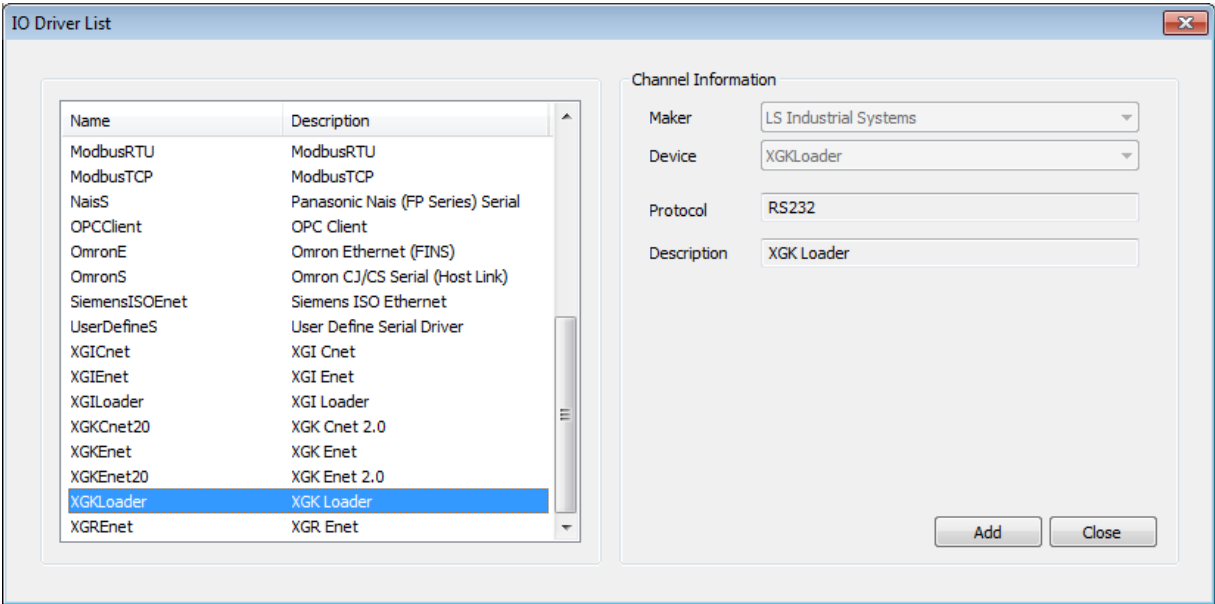 IO Driver List
Name Description
ModbusRTU ModbusRTU
ModbusTCP ModbusTCP
NaisS Panasonic Nais (FP Series) Serial
OPCClient OPC Client
OmronE Omron Ethernet (FINS)
OmronS Omron CJ/CS Serial (Host Link)
SiemensISOEnet Siemens ISO Ethernet
UserDefineS User Define Serial Driver
XGICnet XGI Cnet
XGIEnet XGI Enet
XGILoader XGI Loader
XGKCnet20 XGK Cnet 2.0
XGKEnet XGK Enet
XGKEnet20 XGK Enet 2.0
XGKLoader XGK Loader
XGREnet XGR Enet
Channel Information
Maker LS Industrial Systems
Device XGKLoader
Protocol RS232
Description XGK Loader
Add Close